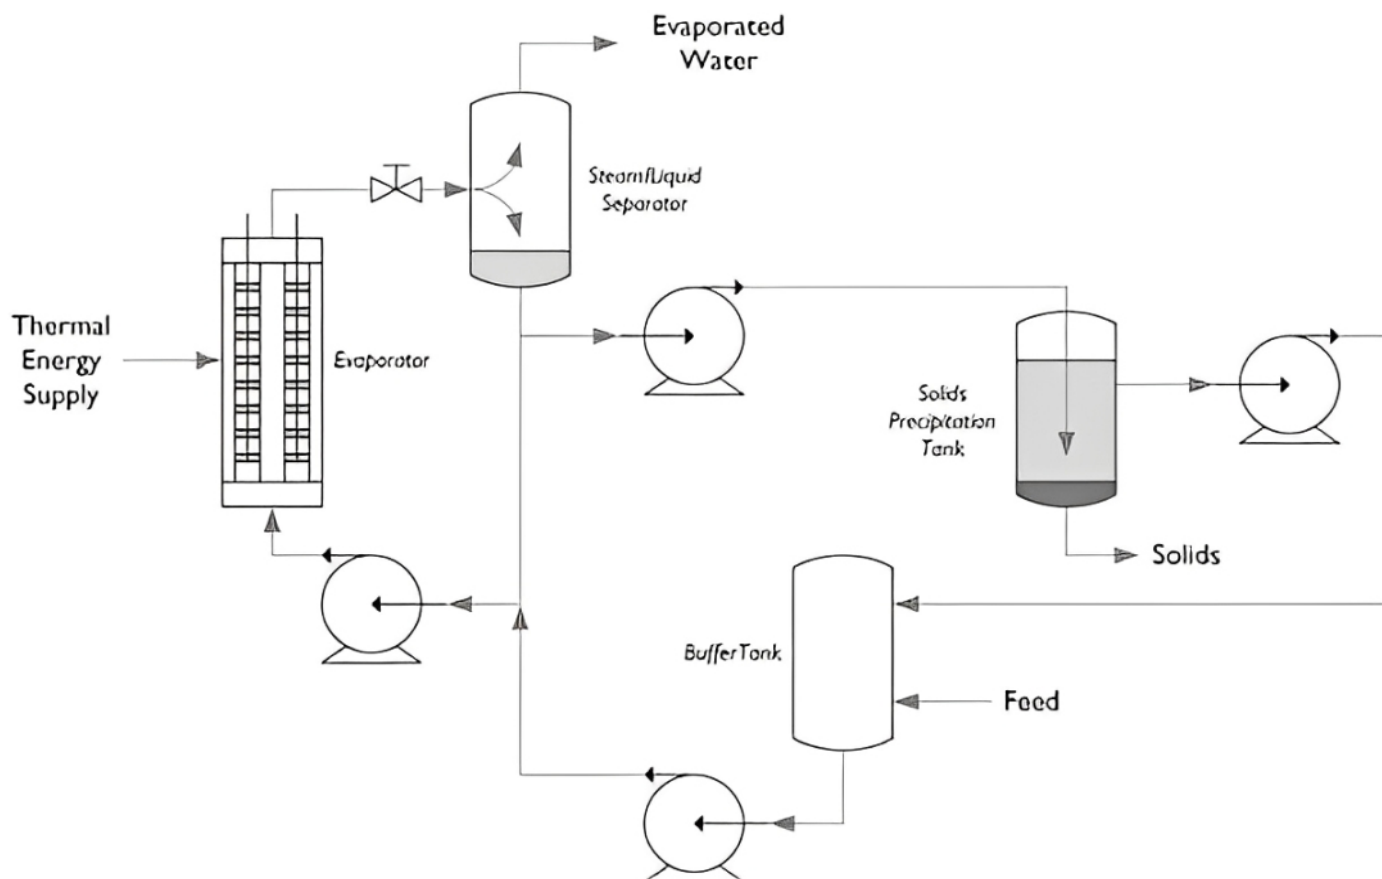 Evaporated
Water
Steam/Liquid
Separator
Thermal
Energy
Supply
Evaporator
Solids
Precipitation
Tank
Solids
Buffer Tank
Feed